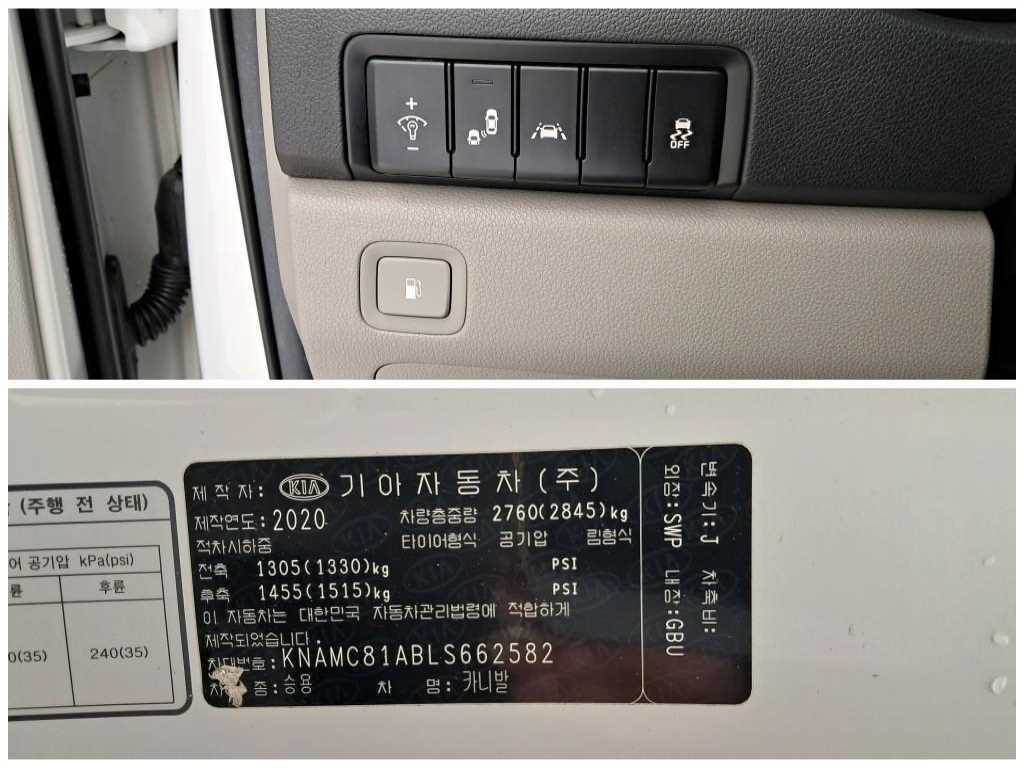 +
-
OFF
(주행 전 상태)
어 공기압 kPa(psi)
륜 후륜
0(35) 240(35)
제 작 자: KIA 기아자동차(주)
제작연도: 2020 차량총중량 2760(2845)kg
적차시하중 타이어형식 공기압 림형식
전축 1305(1330)kg PSI
후축 1455(1515)kg PSI
이 자동차는 대한민국 자동차관리법령에 적합하게
제작되었습니다.
차대번호: KNAMC81ABLS662582
차 종: 승용 차 명: 카니발
변속기: J 차축비:
외장: SWP 내장: GBU